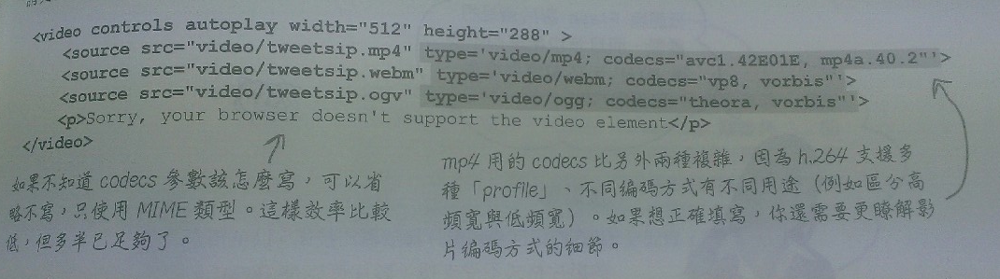 <video controls autoplay width="512" height="288" >
<source src="video/tweetsip.mp4" type='video/mp4; codecs="avc1.42E01E, mp4a.40.2"'>
<source src="video/tweetsip.webm" type='video/webm; codecs="vp8, vorbis"'>
<source src="video/tweetsip.ogv" type='video/ogg; codecs="theora, vorbis"'>
<p>Sorry, your browser doesn't support the video element</p>
</video>
如果不知道 codecs 參數該怎麼寫，可以省
略不寫，只使用 MIME 類型。這樣效率比較
低，但多半已足夠了。
mp4 用的 codecs 比另外兩種複雜，因為 h.264 支援多
種「profile」、不同編碼方式有不同用途（例如區分高
頻寬與低頻寬）。如果想正確填寫，你還需要更瞭解影
片編碼方式的細節。